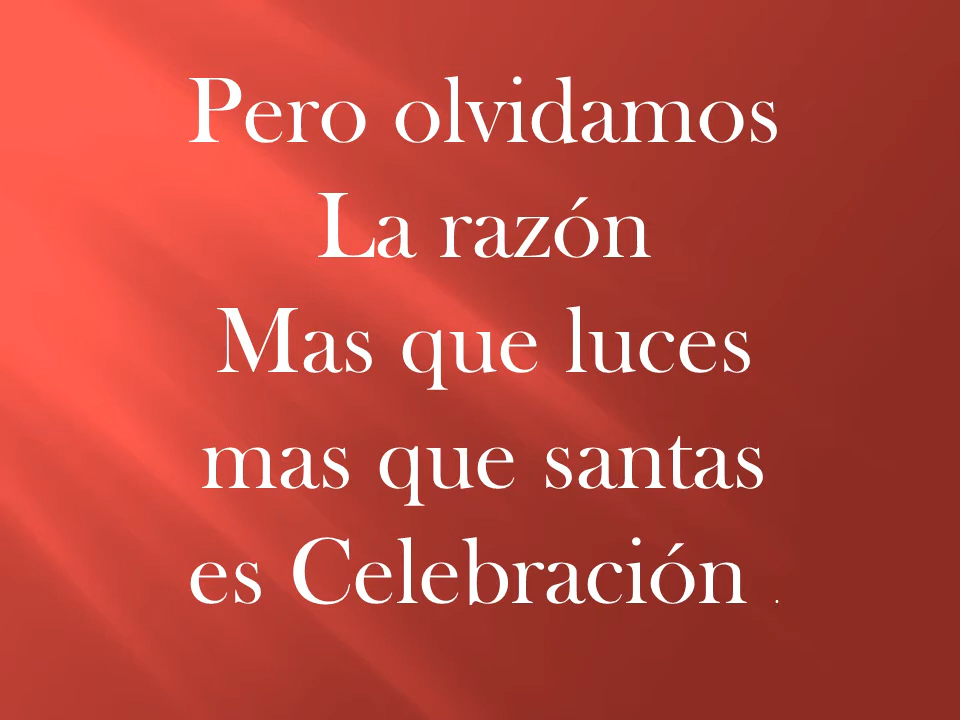 Pero olvidamos
La razón
Mas que luces
mas que santas
es Celebración .